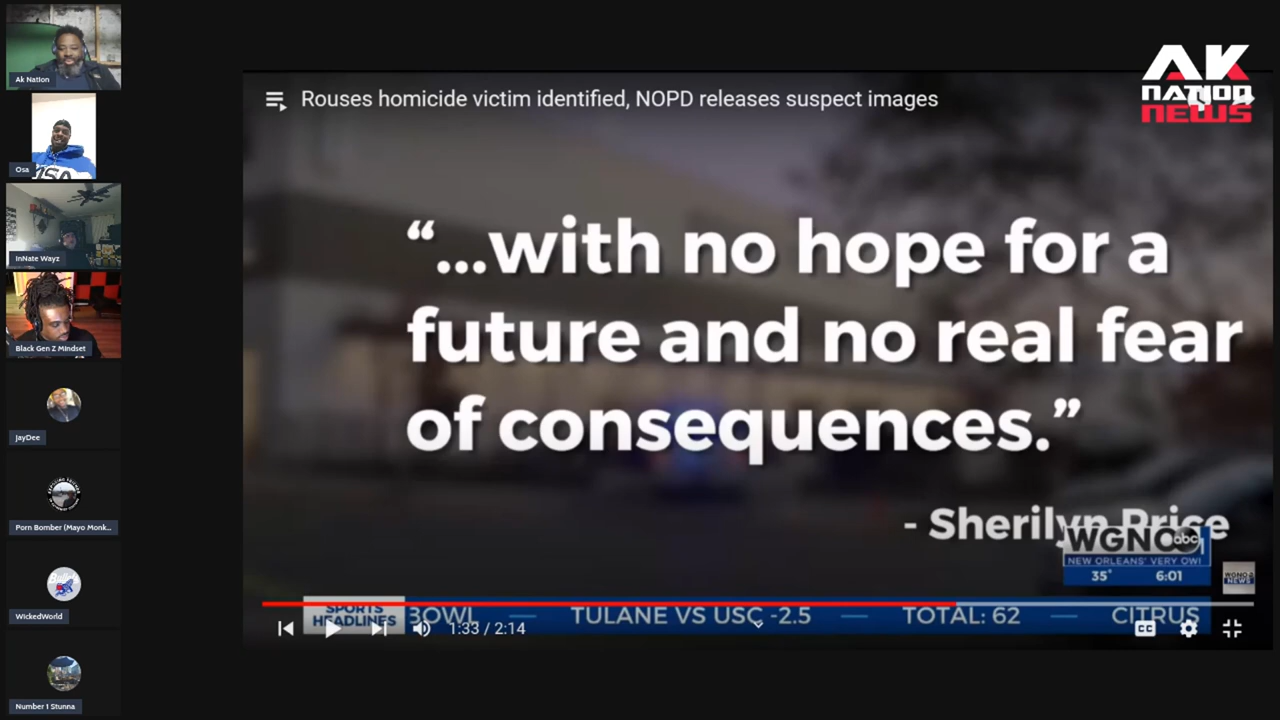 Ak Nation
Osa
InNate Wayz
Black Gen Z Mindset
JayDee
Porn Bomber (Mayo Monk...
WickedWorld
Number 1 Stunna
AK
NATION
NEWS
Rouses homicide victim identified, NOPD releases suspect images
“...with no hope for a
future and no real fear
of consequences.”
- Sherilyn Price
WGNO abc
NEW ORLEANS' VERY OWN
35° 6:01
WGNO
NEWS
SPORTS
HEADLINES
BOWL — TULANE VS USC -2.5 — TOTAL: 62 — CITRUS
1:33 / 2:14
CC